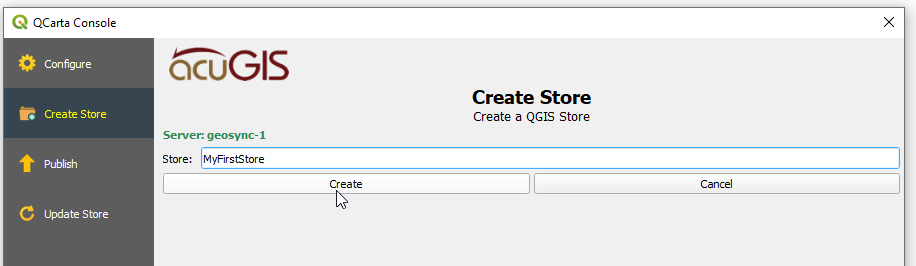 QCarta Console
Configure
Create Store
Publish
Update Store
acuGIS
Create Store
Create a QGIS Store
Server: geosync-1
Store: MyFirstStore
Create Cancel